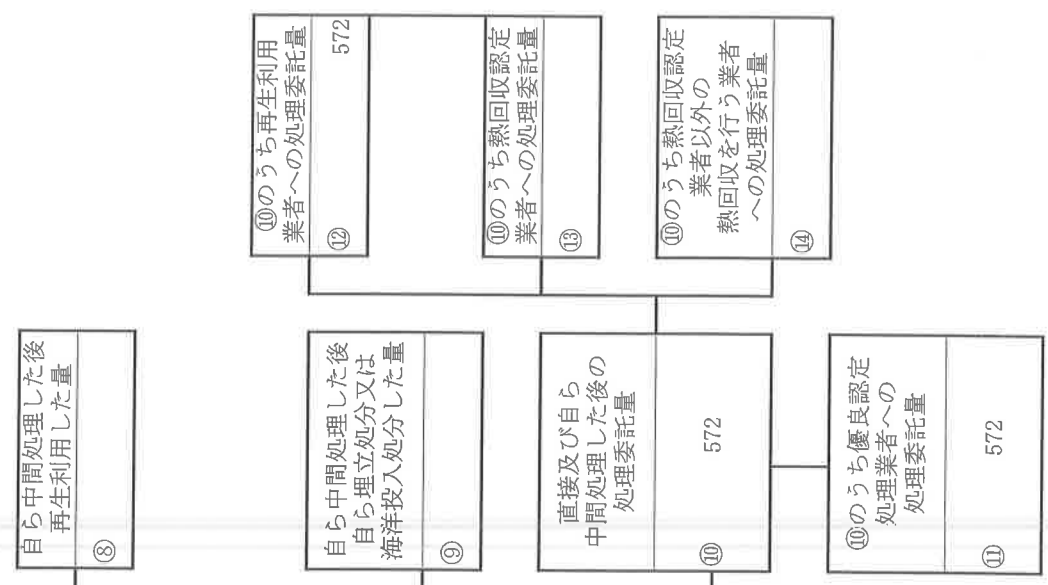 自ら中間処理した後
再生利用した量
⑧
自ら中間処理した後
自ら埋立処分又は
海洋投入処分した量
⑨
直接及び自ら
中間処理した後の
処理委託量
⑩
572
⑩のうち優良認定
処理業者への
処理委託量
⑪
572
⑩のうち再生利用
業者への処理委託量
⑫
572
⑩のうち熱回収認定
業者への処理委託量
⑬
⑩のうち熱回収認定
業者以外の
熱回収を行う業者
への処理委託量
⑭